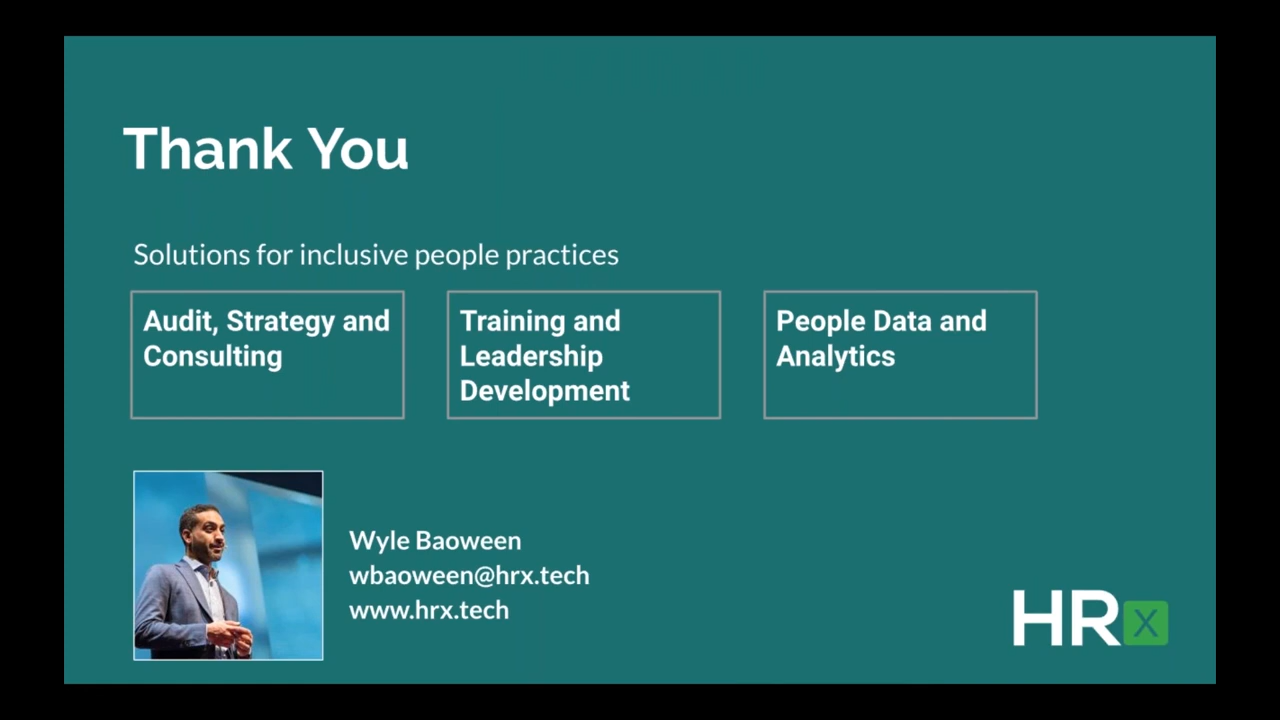 Thank You
Solutions for inclusive people practices
Audit, Strategy and
Consulting
Training and
Leadership
Development
People Data and
Analytics
Wyle Baoween
wbaoween@hrx.tech
www.hrx.tech
HRx